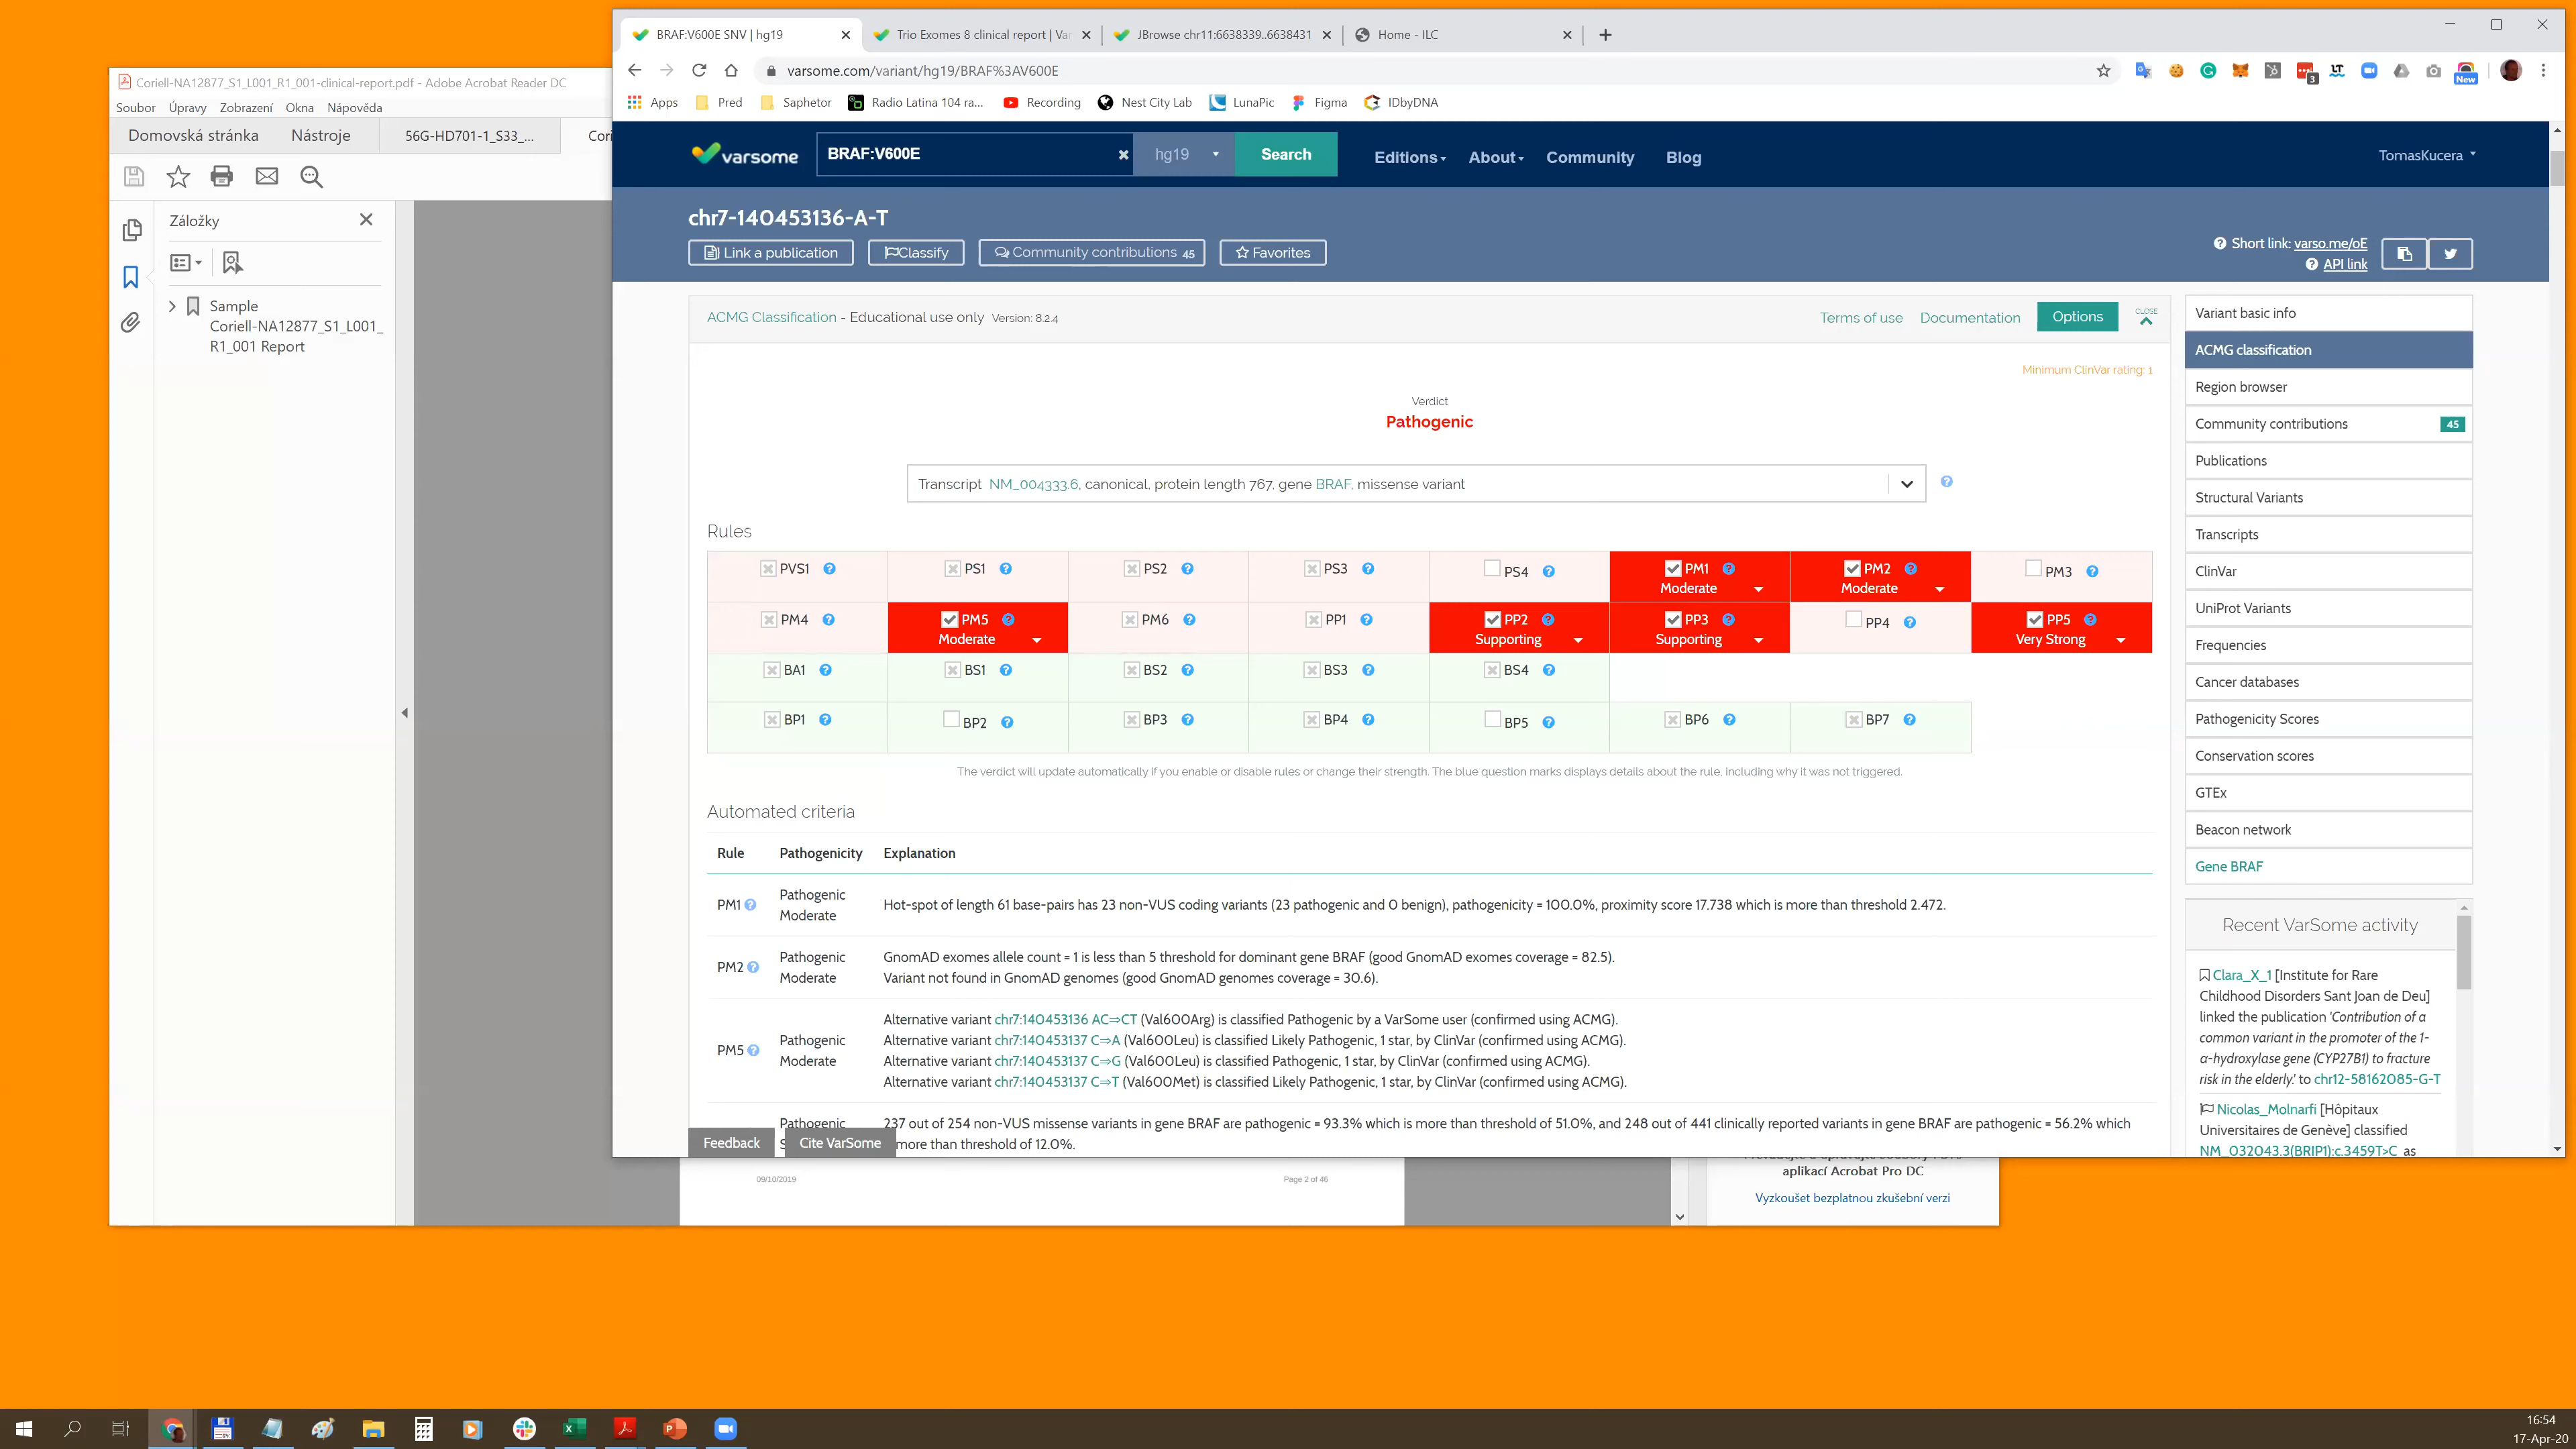 BRAF:V600E SNV | hg19
Trio Exomes 8 clinical report | Va
JBrowse chr11:6638339..6638431
Home - ILC
varsome.com/variant/hg19/BRAF%3AV600E
3
New
Apps
Pred
Saphetor
Radio Latina 104 ra...
Recording
Nest City Lab
LunaPic
Figma
IDbyDNA
Coriell-NA12877_S1_L001_R1_001-clinical-report.pdf - Adobe Acrobat Reader DC
Soubor Úpravy Zobrazení Okna Nápověda
Domovská stránka Nástroje 56G-HD701-1_S33_... Cori
Záložky
Sample
Coriell-NA12877_S1_L001_
R1_001 Report
varsome
BRAF:V600E
hg19
Search
Editions
About
Community
Blog
TomasKucera
chr7-140453136-A-T
Link a publication
Classify
Community contributions 45
Favorites
Short link: varso.me/oE
API link
ACMG Classification - Educational use only Version: 8.2.4
Terms of use
Documentation
Options
CLOSE
Minimum ClinVar rating: 1
Verdict
Pathogenic
Transcript NM_004333.6, canonical, protein length 767, gene BRAF, missense variant
Rules
PVS1 PS1 PS2 PS3 PS4 PM1 PM2 PM3
Moderate Moderate
PM4 PM5 PM6 PP1 PP2 PP3 PP4 PP5
Moderate Supporting Supporting Very Strong
BA1 BS1 BS2 BS3 BS4
BP1 BP2 BP3 BP4 BP5 BP6 BP7
The verdict will update automatically if you enable or disable rules or change their strength. The blue question marks displays details about the rule, including why it was not triggered.
Automated criteria
Rule Pathogenicity Explanation
PM1
Pathogenic
Moderate
Hot-spot of length 61 base-pairs has 23 non-VUS coding variants (23 pathogenic and 0 benign), pathogenicity = 100.0%, proximity score 17.738 which is more than threshold 2.472.
PM2
Pathogenic
Moderate
GnomAD exomes allele count = 1 is less than 5 threshold for dominant gene BRAF (good GnomAD exomes coverage = 82.5).
Variant not found in GnomAD genomes (good GnomAD genomes coverage = 30.6).
PM5
Pathogenic
Moderate
Alternative variant chr7:140453136 AC⇒CT (Val600Arg) is classified Pathogenic by a VarSome user (confirmed using ACMG).
Alternative variant chr7:140453137 C⇒A (Val600Leu) is classified Likely Pathogenic, 1 star, by ClinVar (confirmed using ACMG).
Alternative variant chr7:140453137 C⇒G (Val600Leu) is classified Pathogenic, 1 star, by ClinVar (confirmed using ACMG).
Alternative variant chr7:140453137 C⇒T (Val600Met) is classified Likely Pathogenic, 1 star, by ClinVar (confirmed using ACMG).
Pathogenic
237 out of 254 non-VUS missense variants in gene BRAF are pathogenic = 93.3% which is more than threshold of 51.0%, and 248 out of 441 clinically reported variants in gene BRAF are pathogenic = 56.2% which
more than threshold of 12.0%.
Feedback
Cite VarSome
Variant basic info
ACMG classification
Region browser
Community contributions 45
Publications
Structural Variants
Transcripts
ClinVar
UniProt Variants
Frequencies
Cancer databases
Pathogenicity Scores
Conservation scores
GTEx
Beacon network
Gene BRAF
Recent VarSome activity
Clara_X_1 [Institute for Rare
Childhood Disorders Sant Joan de Deu]
linked the publication 'Contribution of a
common variant in the promoter of the 1-
α-hydroxylase gene (CYP27B1) to fracture
risk in the elderly.' to chr12-58162085-G-T
Nicolas_Molnarfi [Hôpitaux
Universitaires de Genève] classified
NM_032043.3(BRIP1):c.3459T>C as
09/10/2019
Page 2 of 46
aplikací Acrobat Pro DC
Vyzkoušet bezplatnou zkušební verzi
16:54
17-Apr-20